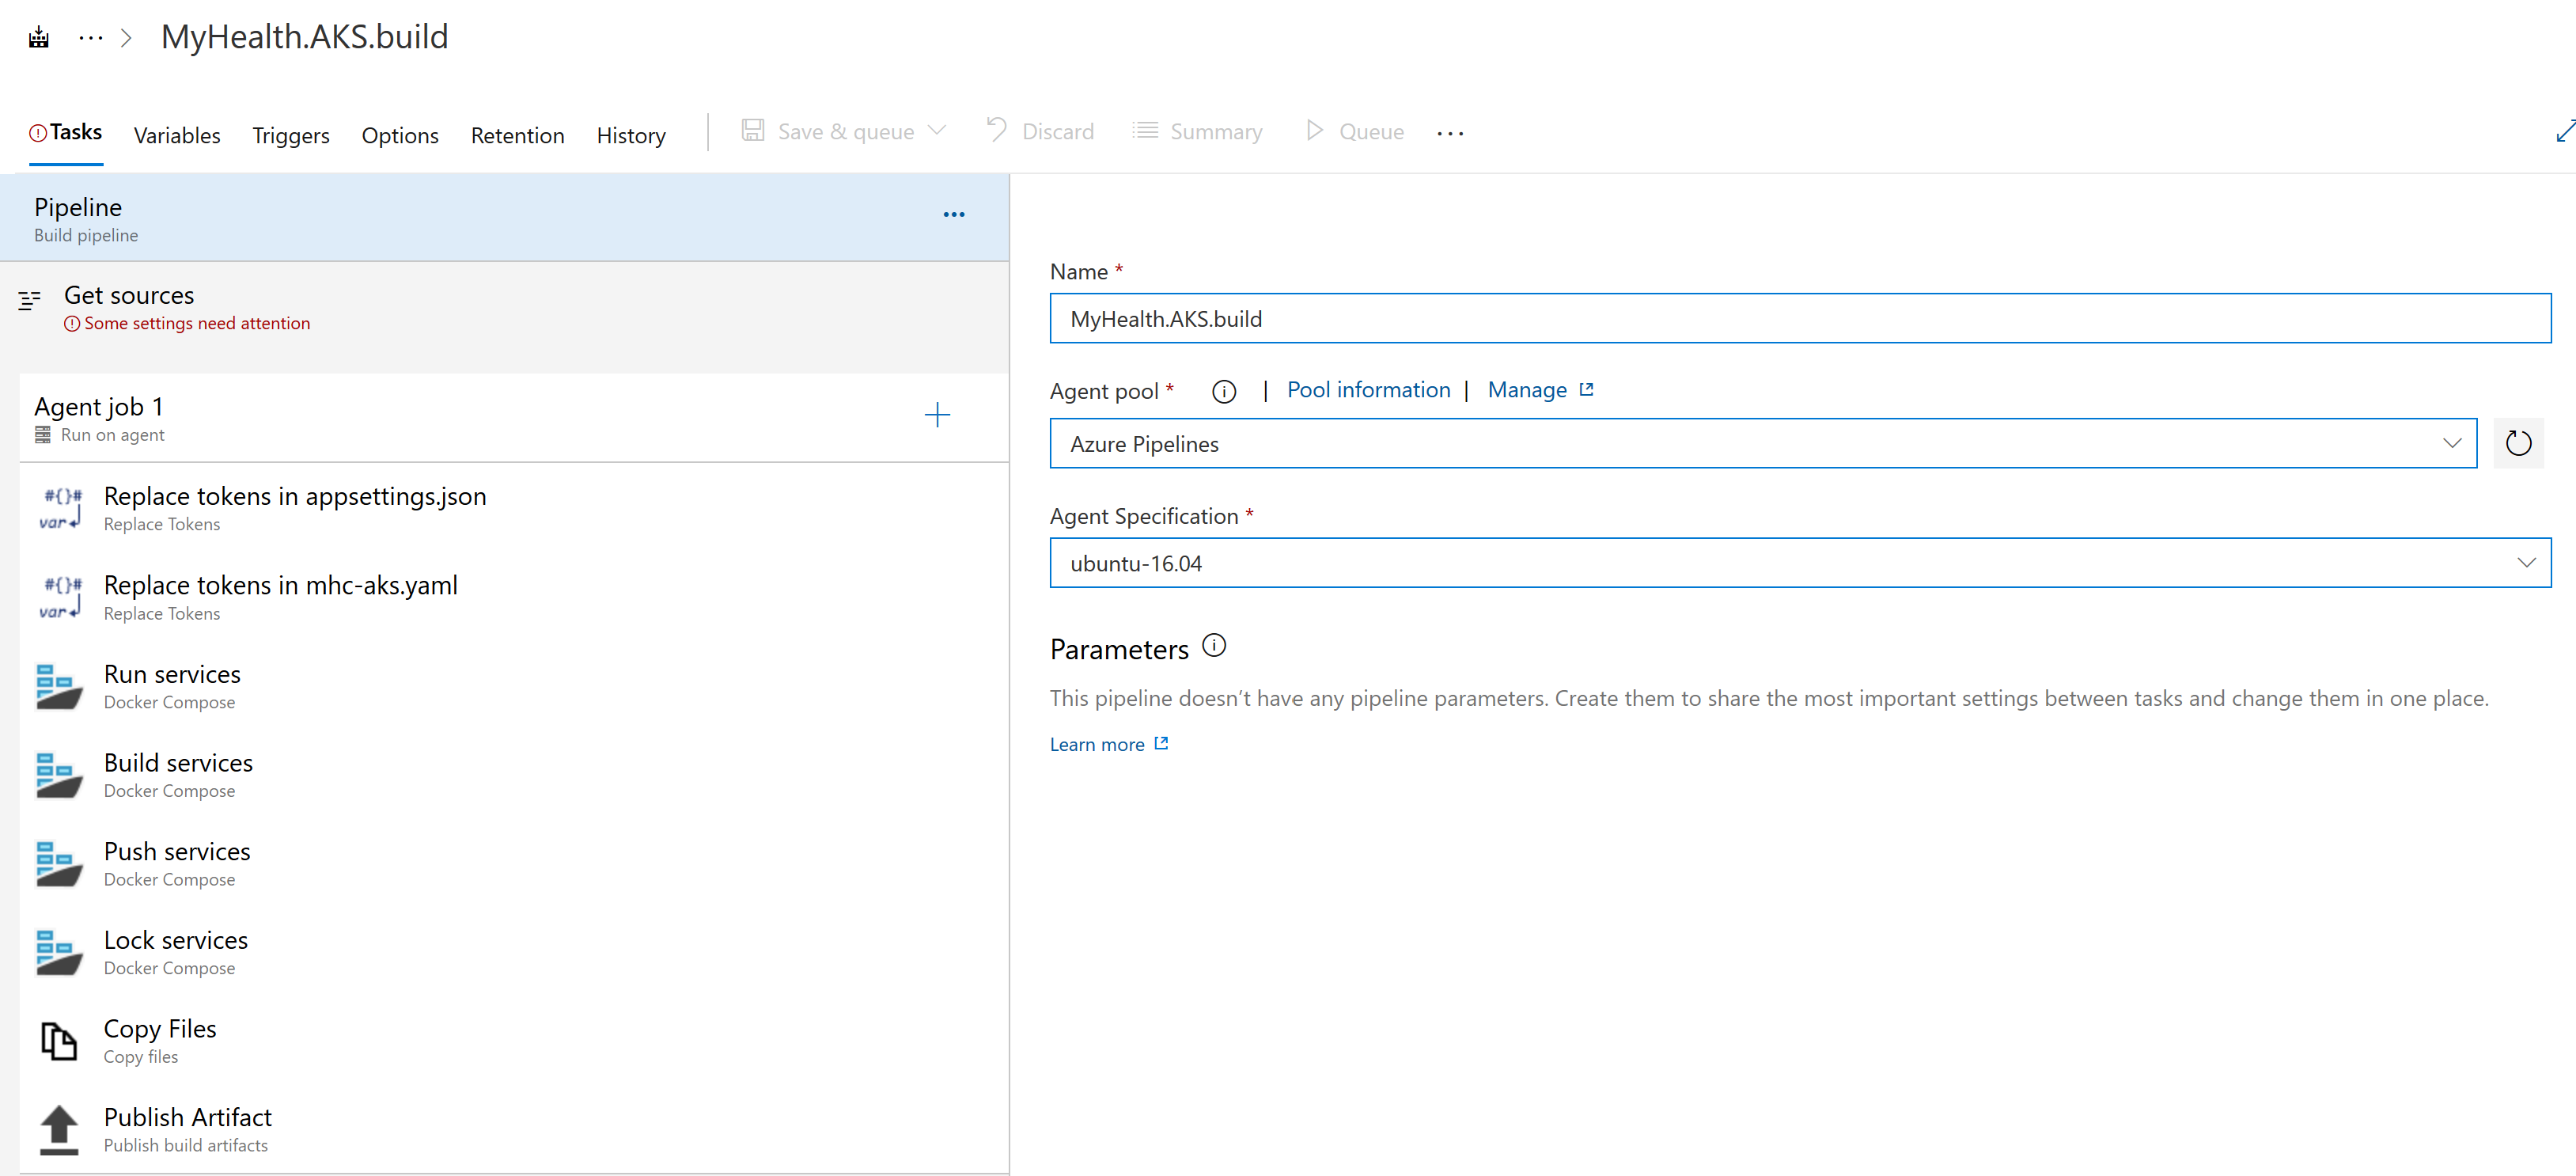 ... > MyHealth.AKS.build
Tasks Variables Triggers Options Retention History | Save & queue Discard Summary Queue ...
Pipeline ...
Build pipeline
Get sources
Some settings need attention
Agent job 1 +
Run on agent
#{}# Replace tokens in appsettings.json
var Replace Tokens
#{}# Replace tokens in mhc-aks.yaml
var Replace Tokens
Run services
Docker Compose
Build services
Docker Compose
Push services
Docker Compose
Lock services
Docker Compose
Copy Files
Copy files
Publish Artifact
Publish build artifacts
Name *
MyHealth.AKS.build
Agent pool * | Pool information | Manage
Azure Pipelines
Agent Specification *
ubuntu-16.04
Parameters
This pipeline doesn’t have any pipeline parameters. Create them to share the most important settings between tasks and change them in one place.
Learn more